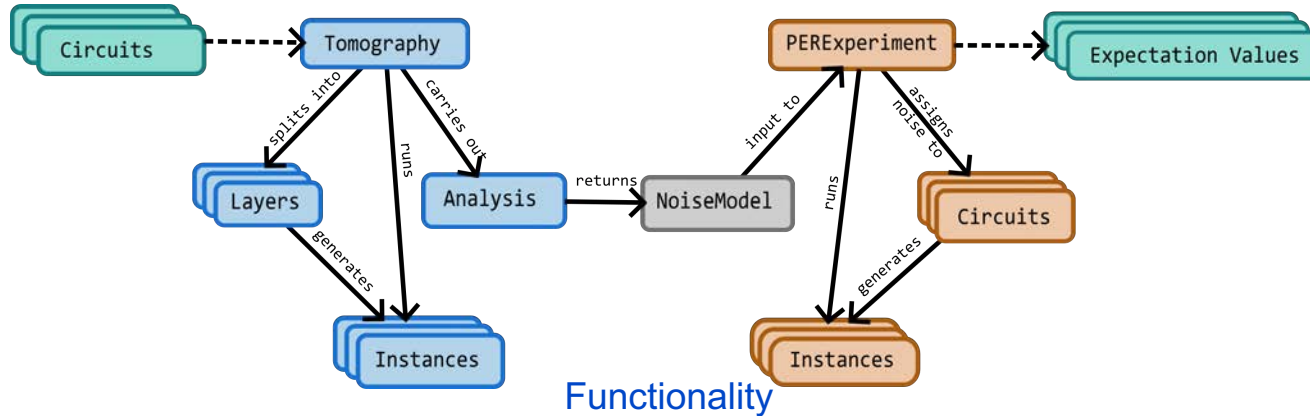 Circuits
Tomography
PERExperiment
Expectation Values
splits into
carries out
runs
input to
assigns
noise to
runs
Layers
Analysis
returns
NoiseModel
Circuits
generates
generates
Instances
Instances
Functionality